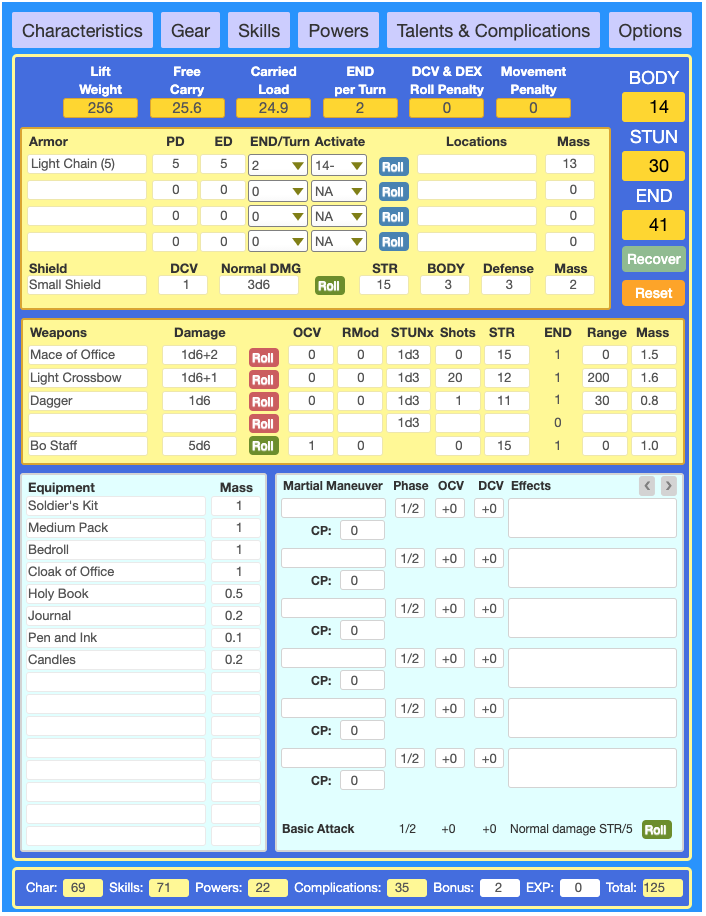 Characteristics Gear Skills Powers Talents & Complications Options
Lift Weight Free Carry Carried Load END per Turn DCV & DEX Roll Penalty Movement Penalty
256 25.6 24.9 2 0 0
BODY
14
STUN
30
END
41
Recover
Reset
Armor PD ED END/Turn Activate Locations Mass
Light Chain (5) 5 5 2 14- Roll 13
0 0 0 NA Roll 0
0 0 0 NA Roll 0
0 0 0 NA Roll 0
Shield DCV Normal DMG STR BODY Defense Mass
Small Shield 1 3d6 Roll 15 3 3 2
Weapons Damage OCV RMod STUNx Shots STR END Range Mass
Mace of Office 1d6+2 Roll 0 0 1d3 0 15 1 0 1.5
Light Crossbow 1d6+1 Roll 0 0 1d3 20 12 1 200 1.6
Dagger 1d6 Roll 0 0 1d3 1 11 1 30 0.8
Roll 1d3 0
Bo Staff 5d6 Roll 1 0 0 15 1 0 1.0
Equipment Mass
Soldier's Kit 1
Medium Pack 1
Bedroll 1
Cloak of Office 1
Holy Book 0.5
Journal 0.2
Pen and Ink 0.1
Candles 0.2
Martial Maneuver Phase OCV DCV Effects ‹ ›
1/2 +0 +0
CP: 0
1/2 +0 +0
CP: 0
1/2 +0 +0
CP: 0
1/2 +0 +0
CP: 0
1/2 +0 +0
CP: 0
1/2 +0 +0
CP: 0
Basic Attack 1/2 +0 +0 Normal damage STR/5 Roll
Char: 69 Skills: 71 Powers: 22 Complications: 35 Bonus: 2 EXP: 0 Total: 125